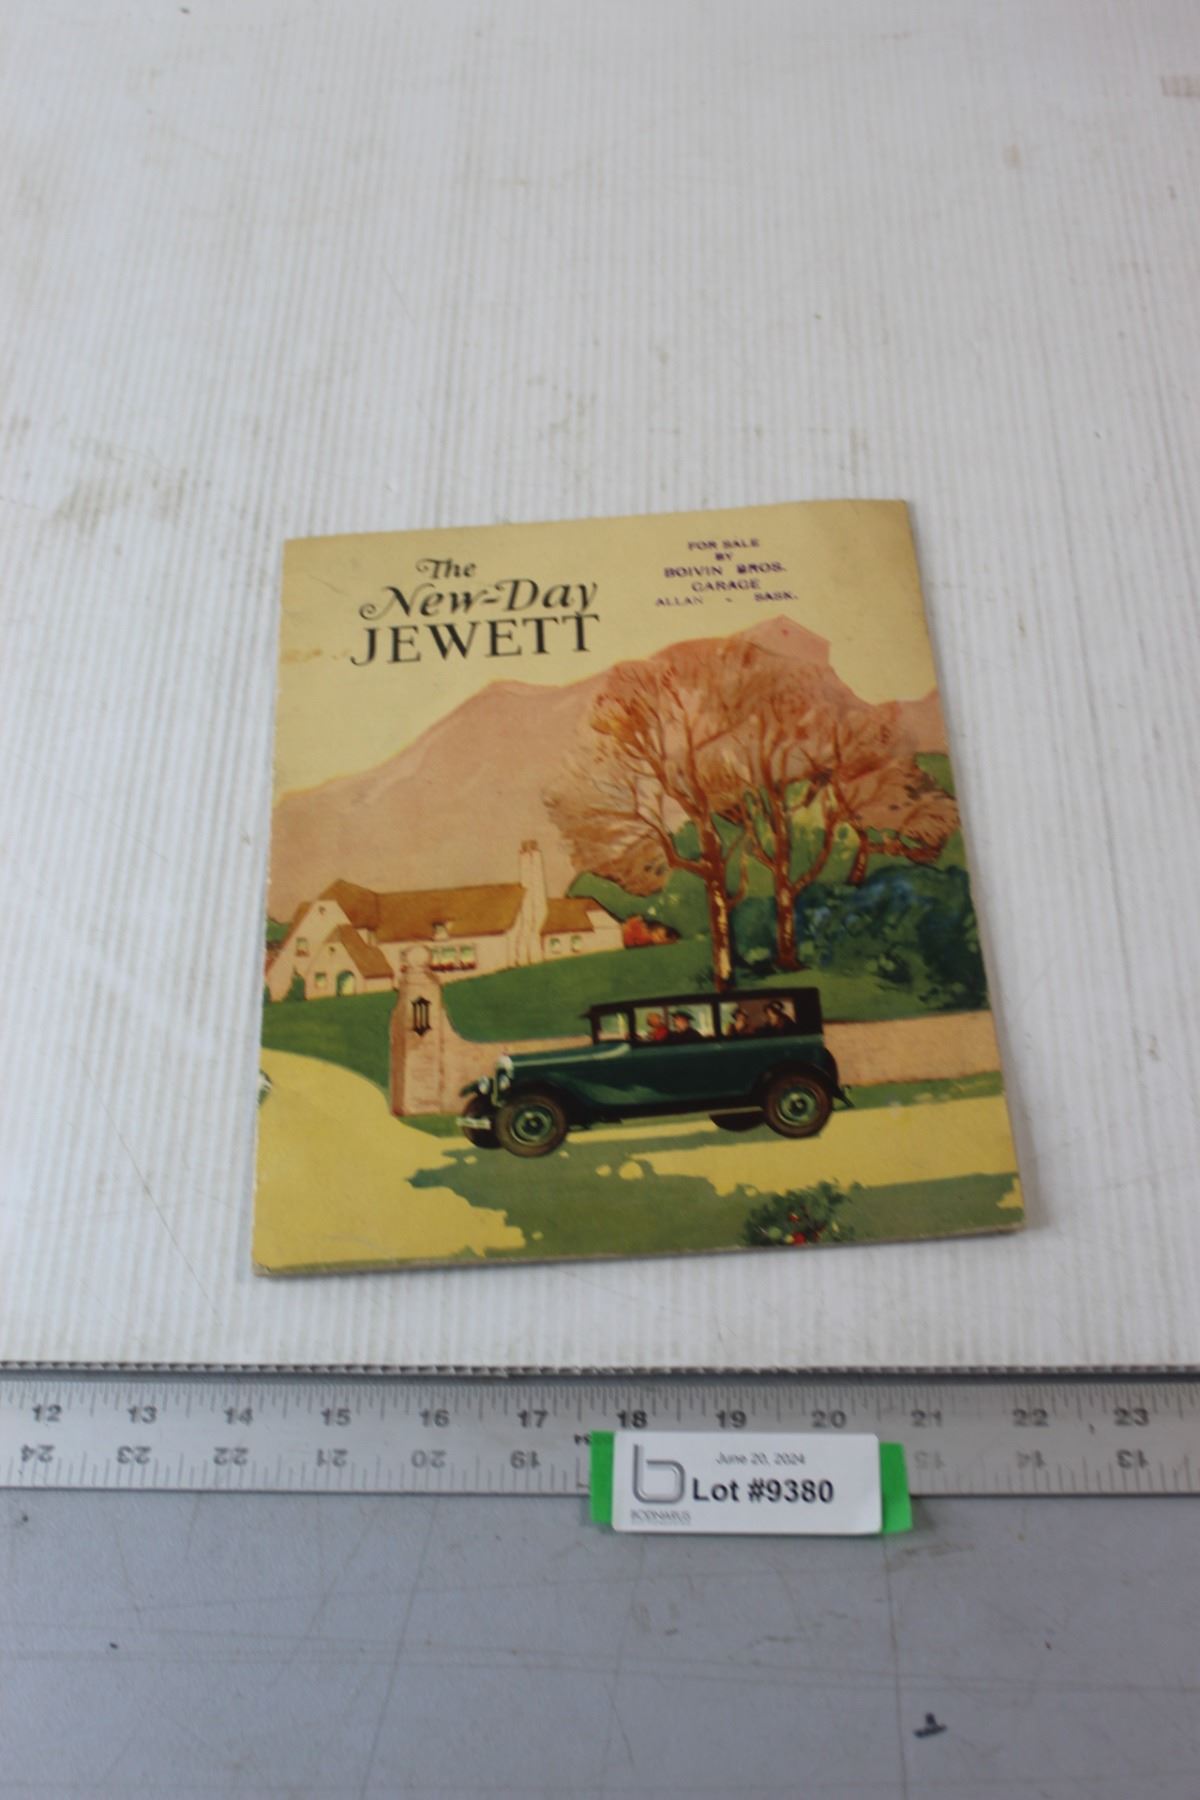 The
New-Day
JEWETT
FOR SALE
BY
BOIVIN BROS.
GARAGE
ALLAN - SASK.
12 13 14 15 16 17 18 19 20 21 22 23
24 23 22 21 20 19 15 14 13
June 20, 2024
Lot #9380